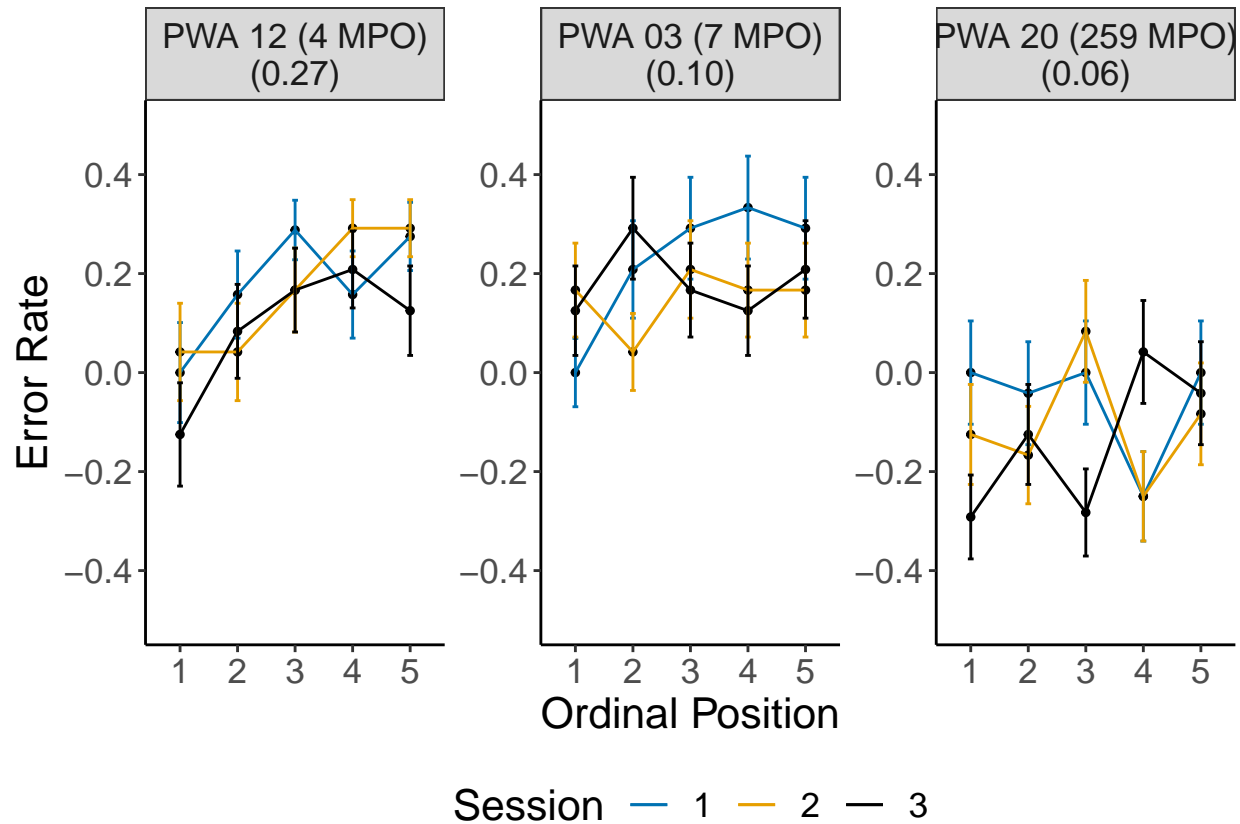 PWA 12 (4 MPO)
(0.27)
PWA 03 (7 MPO)
(0.10)
PWA 20 (259 MPO)
(0.06)
Error Rate
0.4
0.2
0.0
−0.2
−0.4
0.4
0.2
0.0
−0.2
−0.4
0.4
0.2
0.0
−0.2
−0.4
1 2 3 4 5
1 2 3 4 5
1 2 3 4 5
Ordinal Position
Session 1 2 3